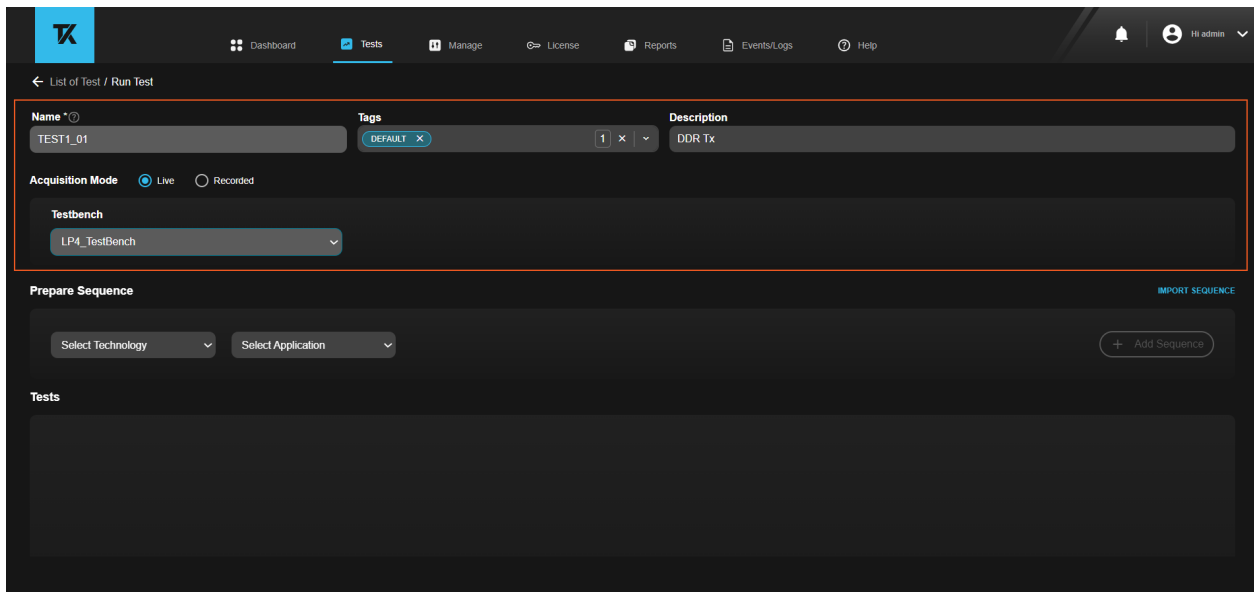 TK
Dashboard Tests Manage License Reports Events/Logs Help Hi admin
List of Test / Run Test
Name * Tags Description
TEST1_01 DEFAULT 1 DDR Tx
Acquisition Mode Live Recorded
Testbench
LP4_TestBench
Prepare Sequence IMPORT SEQUENCE
Select Technology Select Application + Add Sequence
Tests